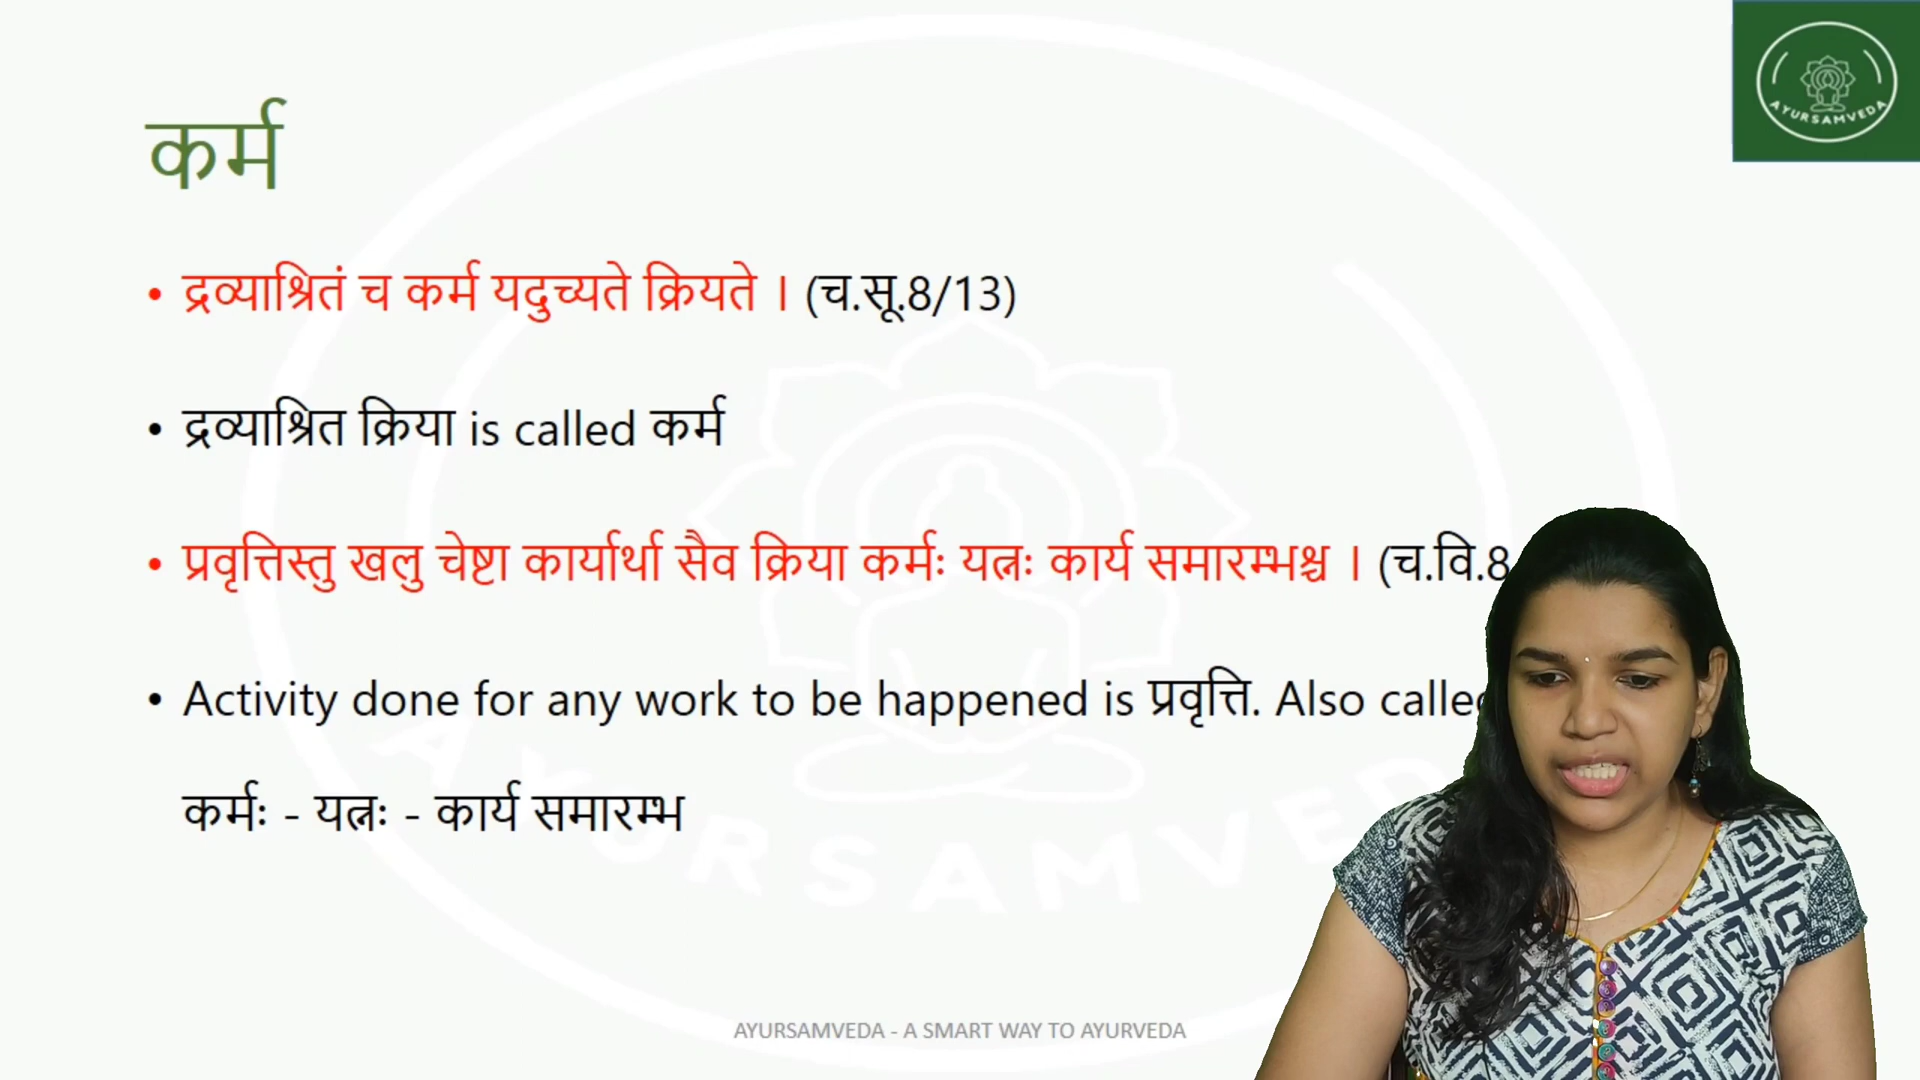 AYURSAMVEDA
कर्म
• द्रव्याश्रितं च कर्म यदुच्यते क्रियते । (च.सू.8/13)
• द्रव्याश्रित क्रिया is called कर्म
• प्रवृत्तिस्तु खलु चेष्टा कार्यार्था सैव क्रिया कर्मः यत्नः कार्य समारम्भश्च । (च.वि.8
• Activity done for any work to be happened is प्रवृत्ति. Also called
कर्मः - यत्नः - कार्य समारम्भ
AYURSAMVEDA
AYURSAMVEDA - A SMART WAY TO AYURVEDA